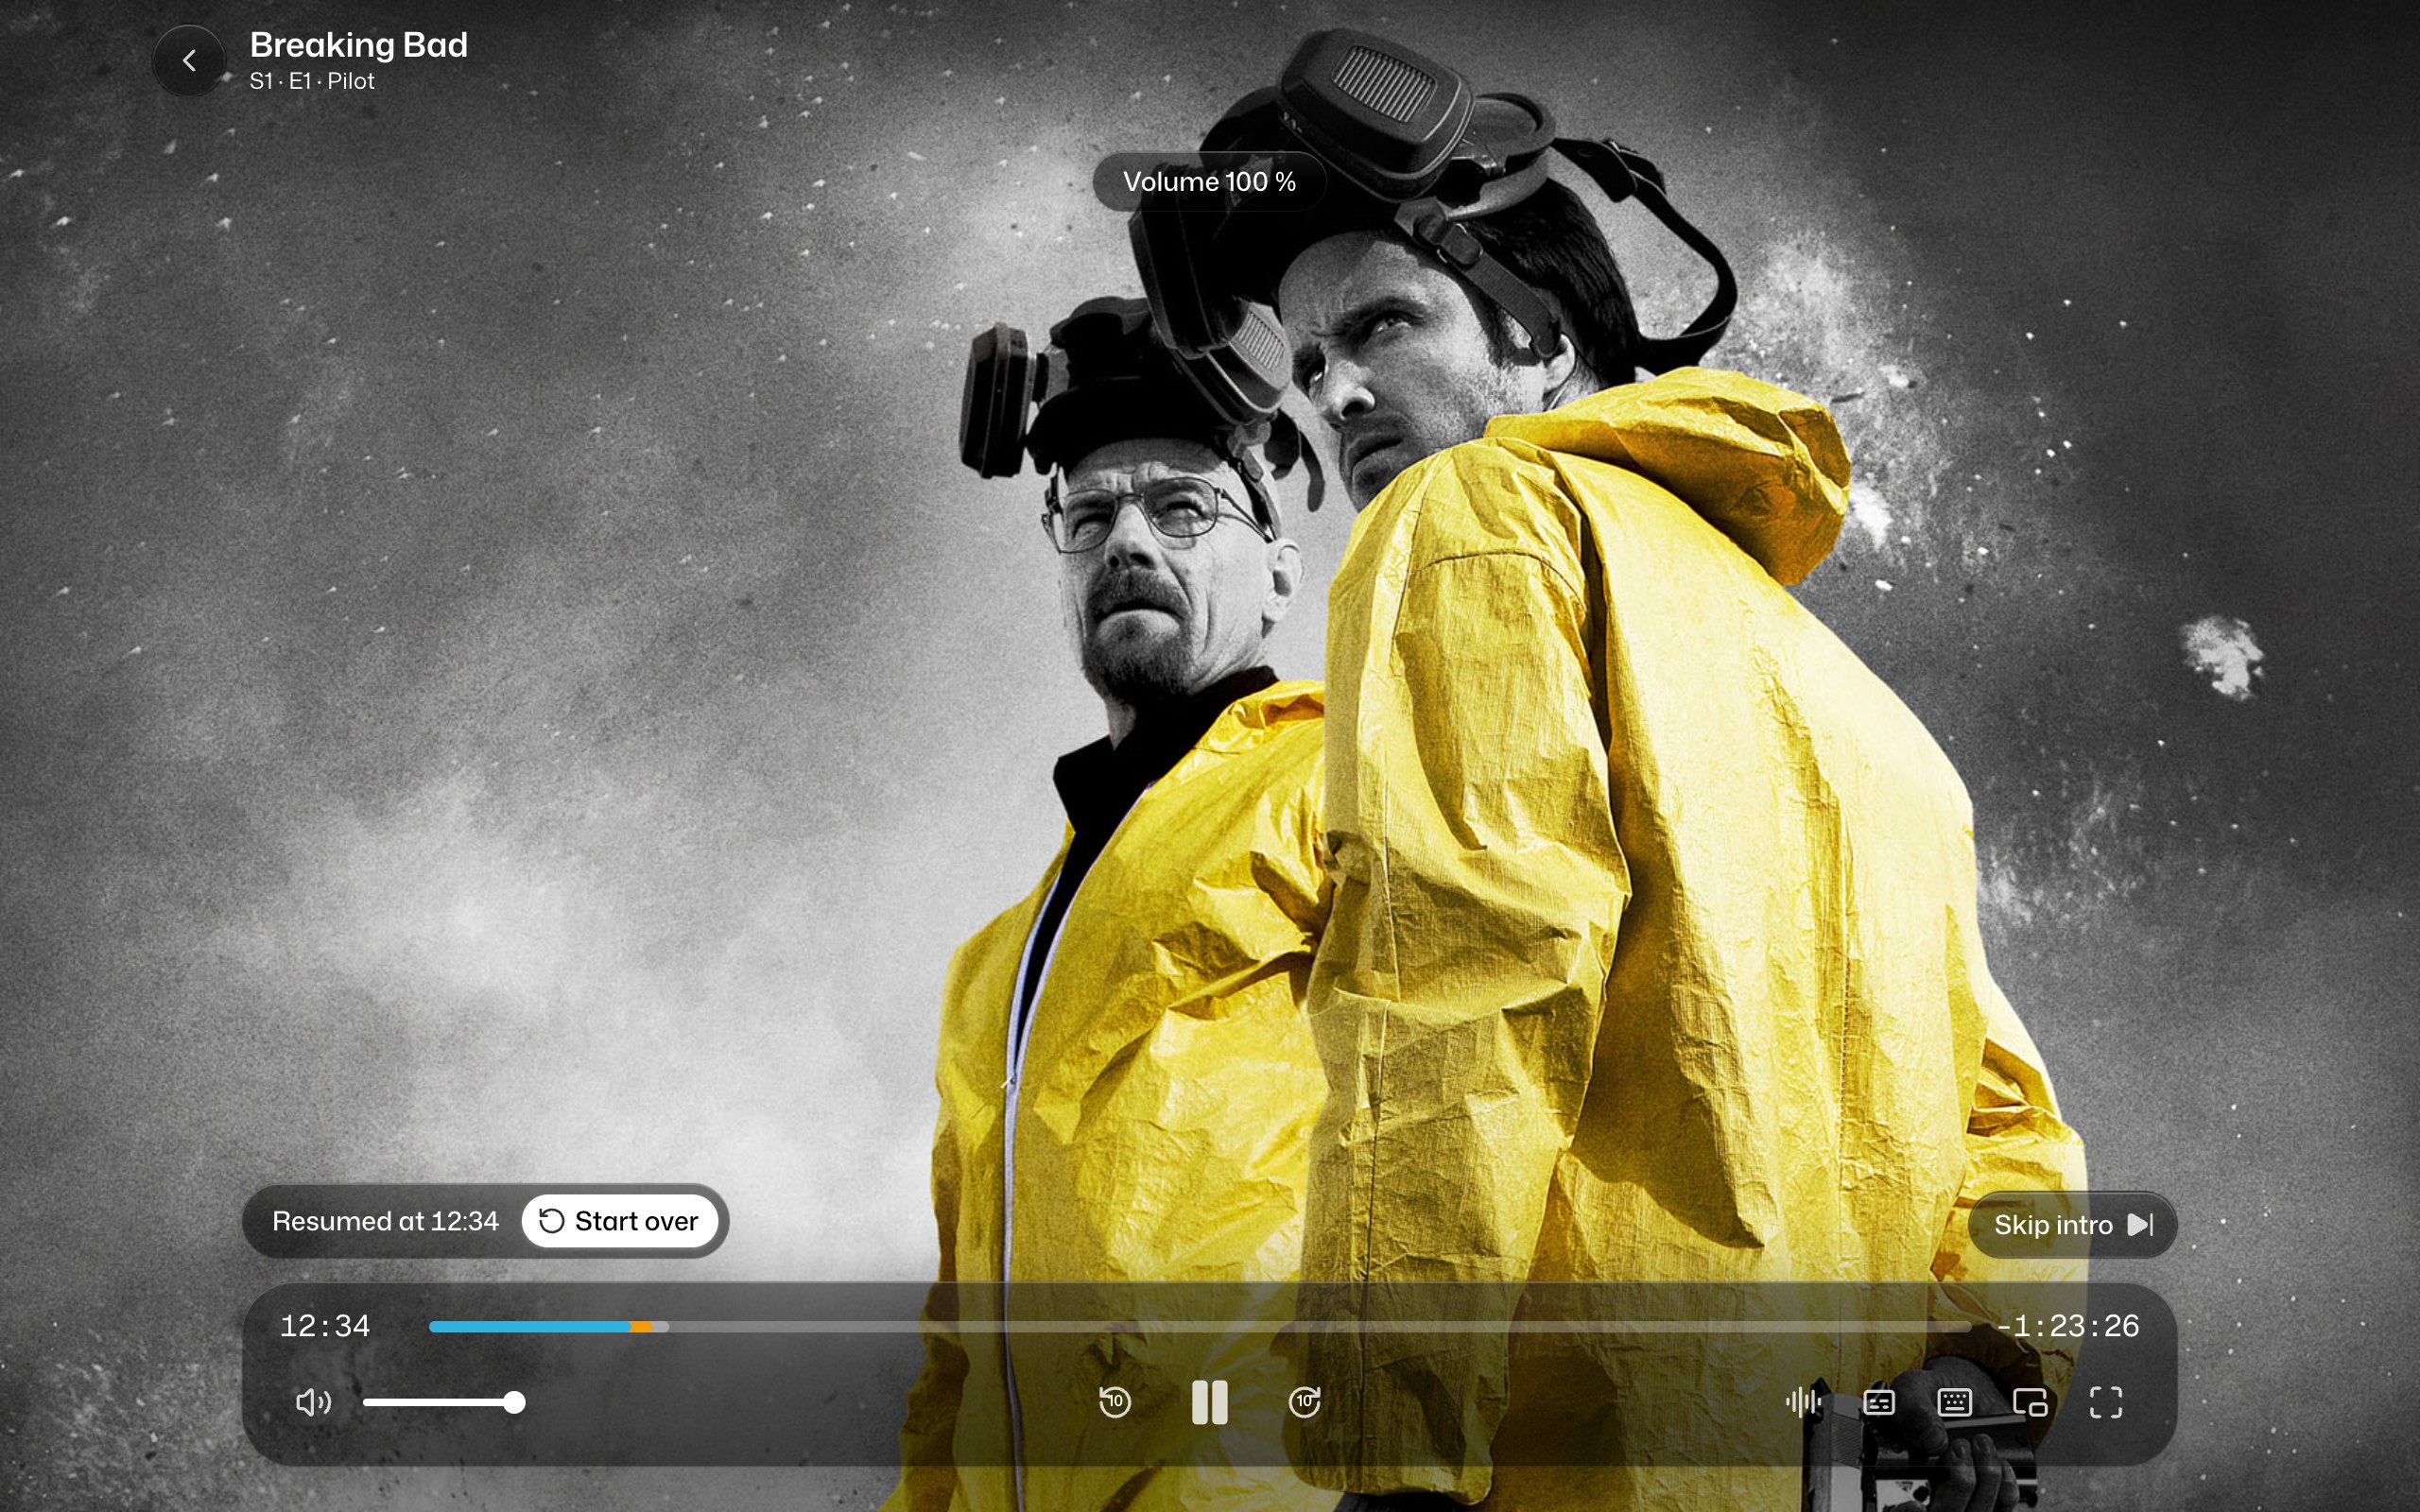 Breaking Bad
S1 · E1 · Pilot
Volume 100 %
Resumed at 12:34
Start over
Skip intro
12:34
-1:23:26
10
10